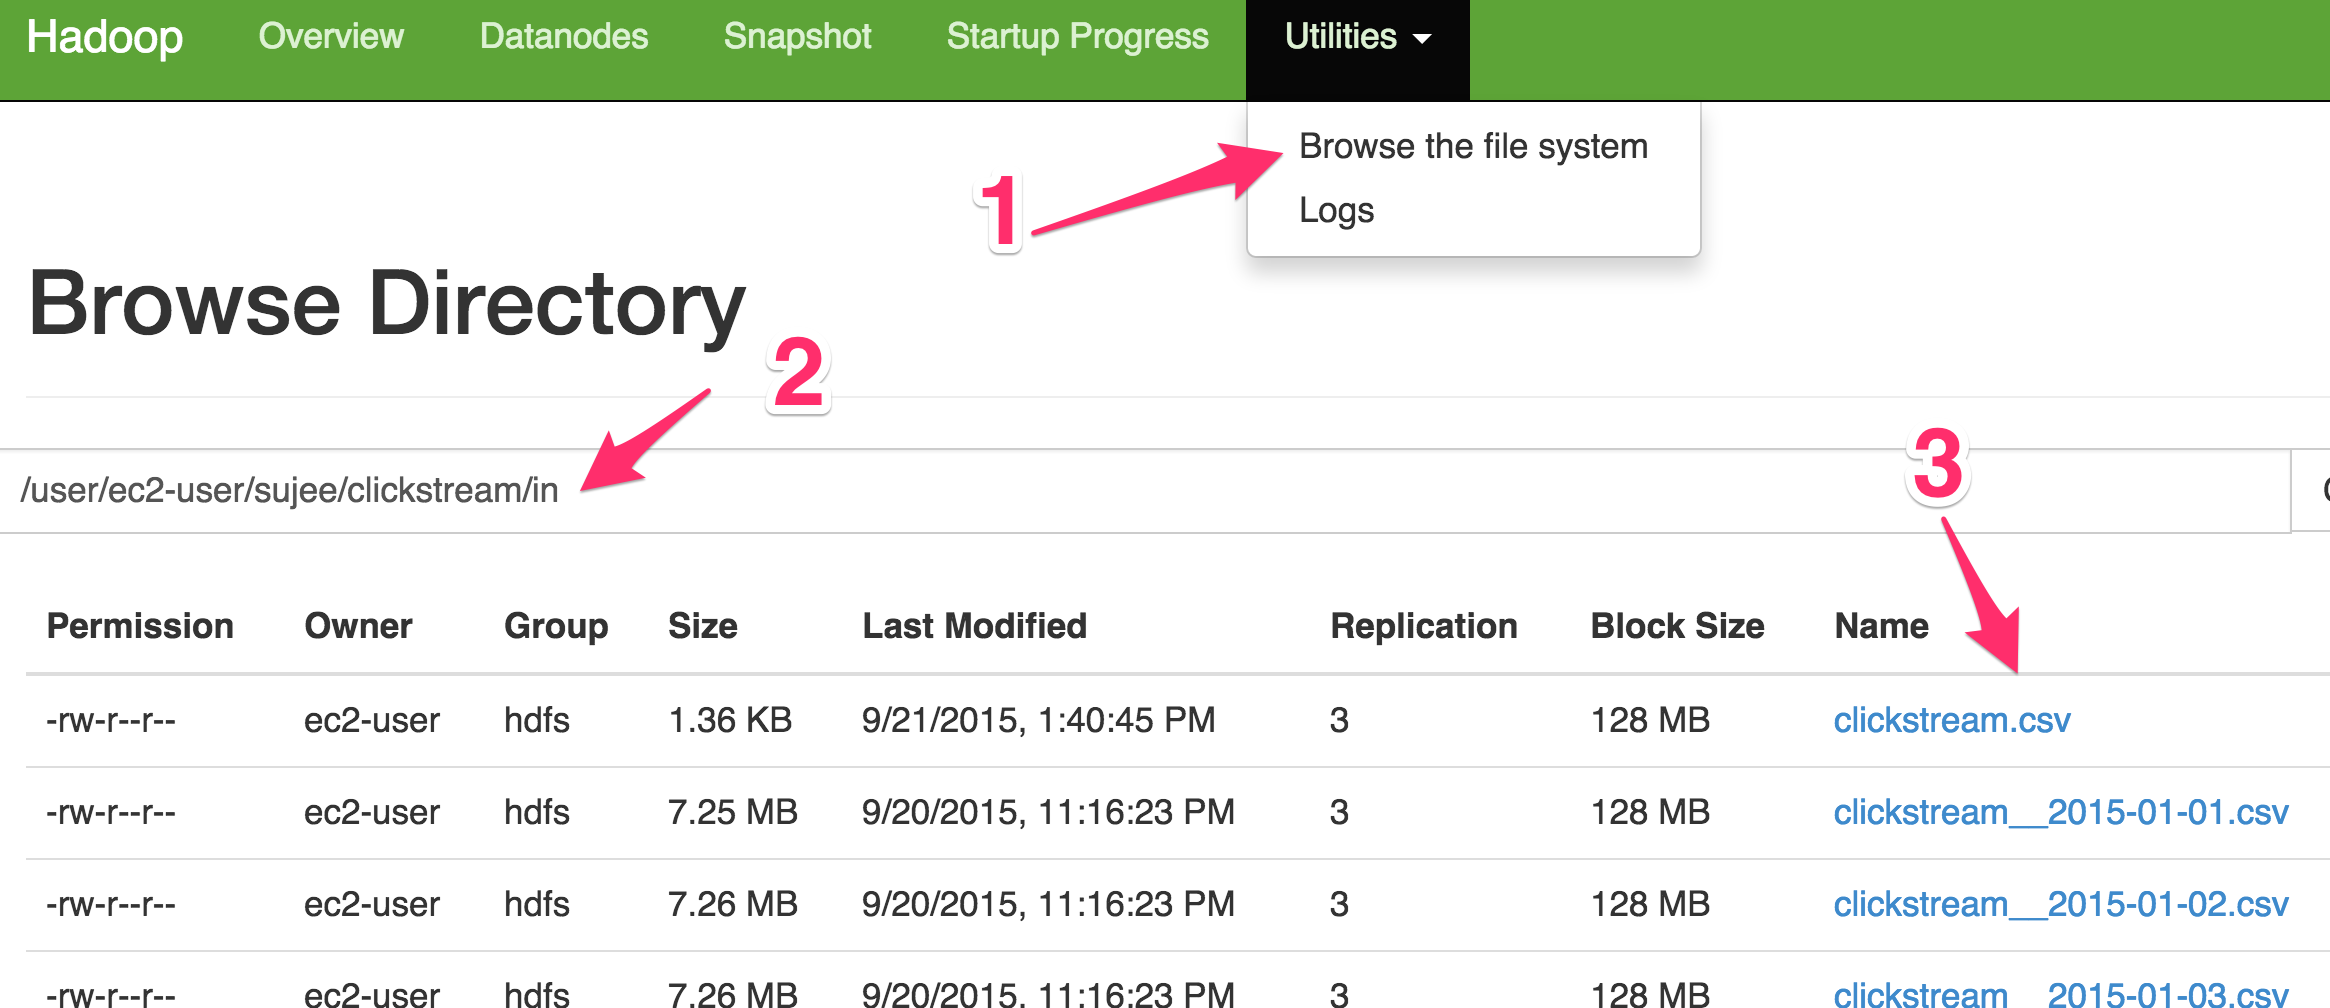 Hadoop Overview Datanodes Snapshot Startup Progress Utilities
Browse the file system
1
Logs
Browse Directory
2
3
/user/ec2-user/sujee/clickstream/in
Permission Owner Group Size Last Modified Replication Block Size Name
-rw-r--r-- ec2-user hdfs 1.36 KB 9/21/2015, 1:40:45 PM 3 128 MB clickstream.csv
-rw-r--r-- ec2-user hdfs 7.25 MB 9/20/2015, 11:16:23 PM 3 128 MB clickstream__2015-01-01.csv
-rw-r--r-- ec2-user hdfs 7.26 MB 9/20/2015, 11:16:23 PM 3 128 MB clickstream__2015-01-02.csv
-rw-r--r-- ec2-user hdfs 7.26 MB 9/20/2015, 11:16:23 PM 3 128 MB clickstream__2015-01-03.csv